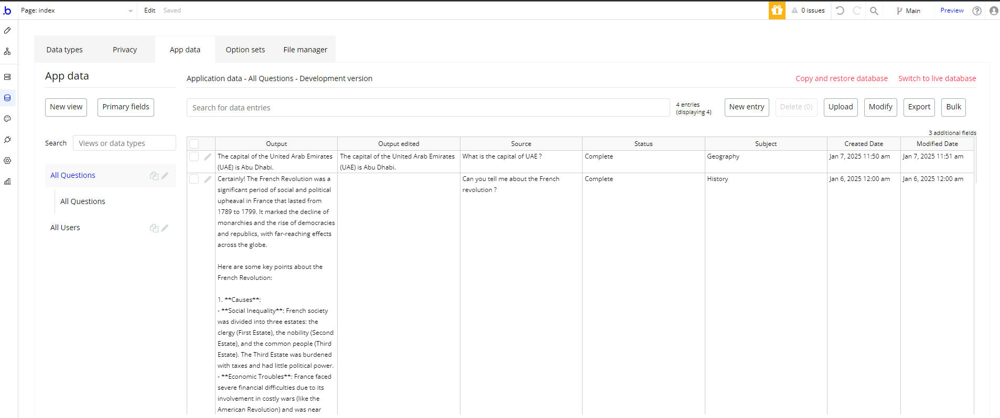 .b Page: index Edit Saved 0 issues Main Preview ?
Data types Privacy App data Option sets File manager
App data
Application data - All Questions - Development version Copy and restore database Switch to live database
New view Primary fields Search for data entries 4 entries (displaying 4) New entry Delete (0) Upload Modify Export Bulk
3 additional fields
Search Views or data types
All Questions
All Questions
All Users
Output Output edited Source Status Subject Created Date Modified Date
The capital of the United Arab Emirates The capital of the United Arab Emirates What is the capital of UAE ? Complete Geography Jan 7, 2025 11:50 am Jan 7, 2025 11:51 am
(UAE) is Abu Dhabi. (UAE) is Abu Dhabi.
Certainly! The French Revolution was a Can you tell me about the French Complete History Jan 6, 2025 12:00 am Jan 6, 2025 12:00 am
significant period of social and political revolution ?
upheaval in France that lasted from
1789 to 1799. It marked the decline of
monarchies and the rise of democracies
and republics, with far-reaching effects
across the globe.
Here are some key points about the
French Revolution:
1. **Causes**:
- **Social Inequality**: French society
was divided into three estates: the
clergy (First Estate), the nobility (Second
Estate), and the common people (Third
Estate). The Third Estate was burdened
with taxes and had little political power.
- **Economic Troubles**: France faced
severe financial difficulties due to its
involvement in costly wars (like the
American Revolution) and was near